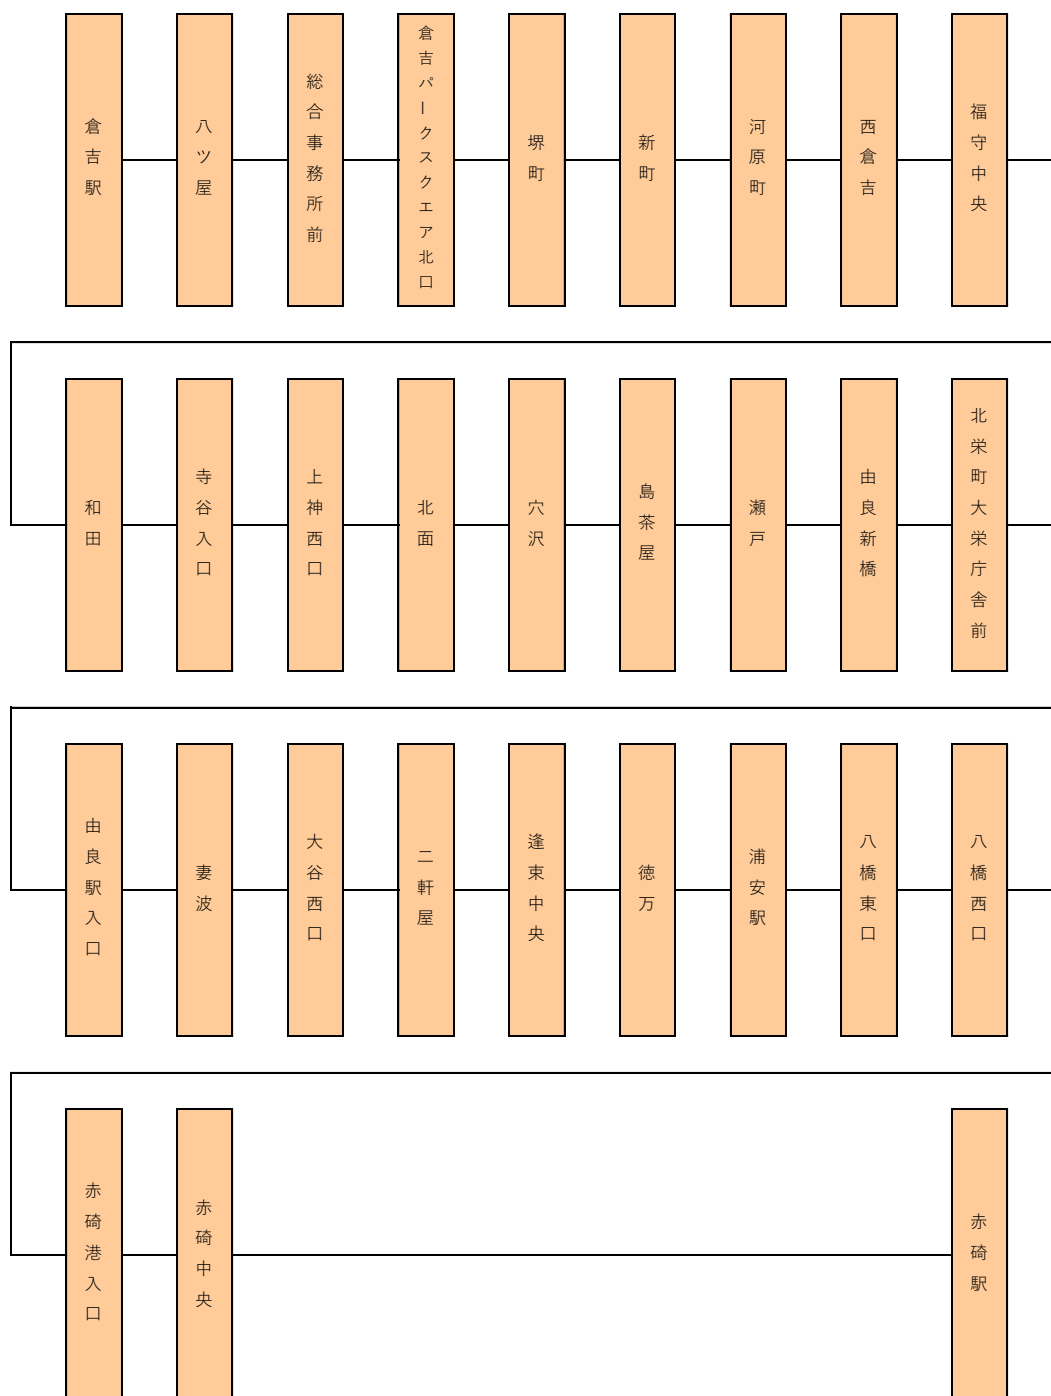 倉吉駅
八ツ屋
総合事務所前
倉吉パークスクエア北口
堺町
新町
河原町
西倉吉
福守中央
和田
寺谷入口
上神西口
北面
穴沢
島茶屋
瀬戸
由良新橋
北栄町大栄庁舎前
由良駅入口
妻波
大谷西口
二軒屋
逢束中央
徳万
浦安駅
八橋東口
八橋西口
赤碕港入口
赤碕中央
赤碕駅